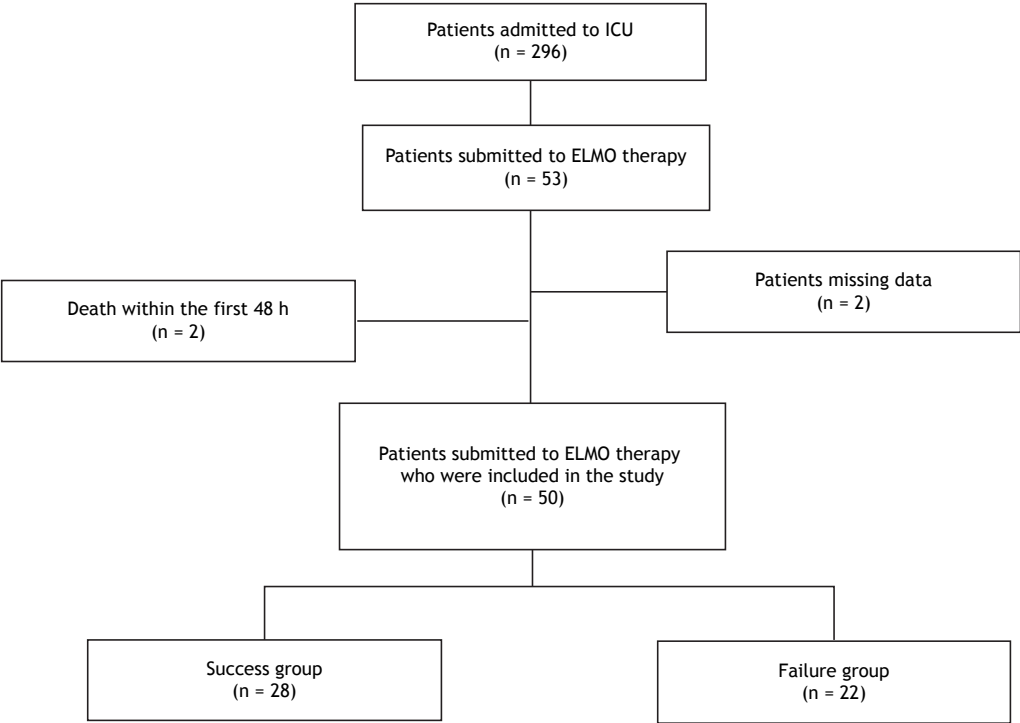 Patients admitted to ICU
(n = 296)
Patients submitted to ELMO therapy
(n = 53)
Patients missing data
(n = 2)
Death within the first 48 h
(n = 2)
Patients submitted to ELMO therapy
who were included in the study
(n = 50)
Success group
(n = 28)
Failure group
(n = 22)